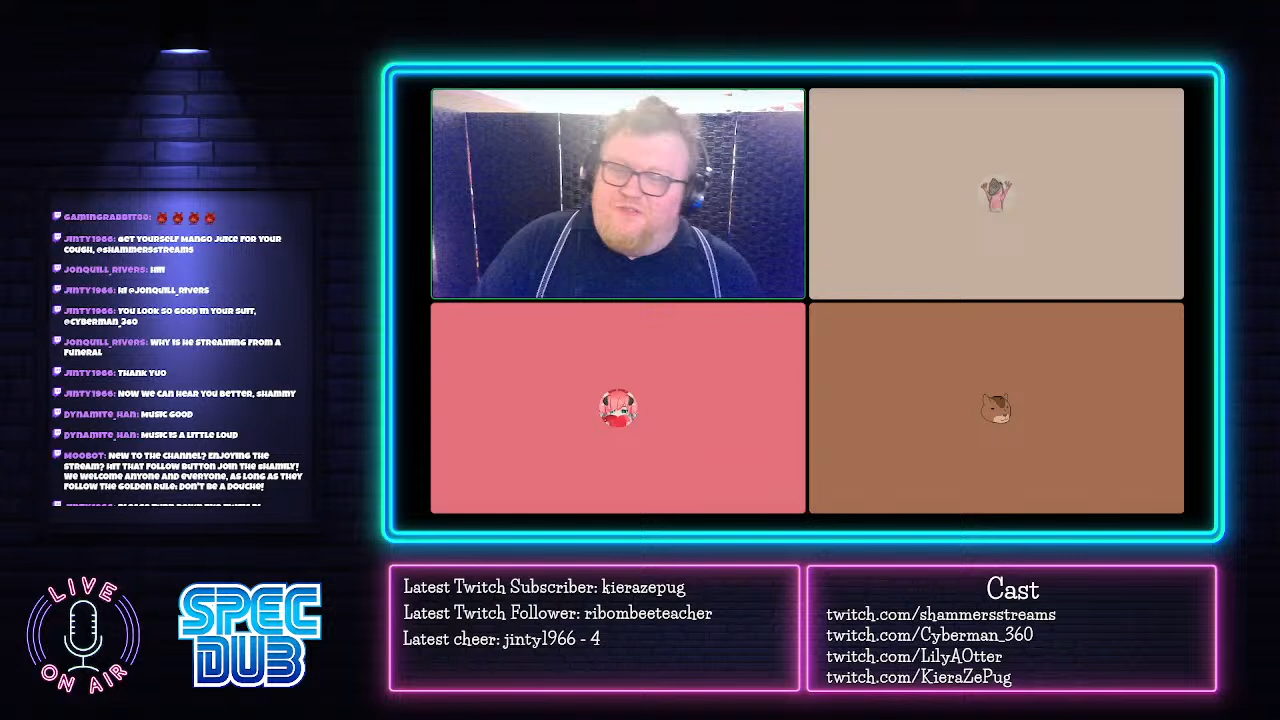 GAMINGRABBIT80:
JINTY1966: GET YOURSELF MANGO JUICE FOR YOUR
COUGH, @SHAMMERSSTREAMS
JONQUILL_RIVERS: HIII
JINTY1966: HI @JONQUILL_RIVERS
JINTY1966: YOU LOOK SO GOOD IN YOUR SUIT,
@CYBERMAN_360
JONQUILL_RIVERS: WHY IS HE STREAMING FROM A
FUNERAL
JINTY1966: THANK YUO
JINTY1966: NOW WE CAN HEAR YOU BETTER, SHAMMY
DYNAMITE_HAN: MUSIC GOOD
DYNAMITE_HAN: MUSIC IS A LITTLE LOUD
MOOBOT: NEW TO THE CHANNEL? ENJOYING THE
STREAM? HIT THAT FOLLOW BUTTON JOIN THE SHAMILY!
WE WELCOME ANYONE AND EVERYONE, AS LONG AS THEY
FOLLOW THE GOLDEN RULE: DON'T BE A DOUCHE!
LIVE
ON AIR
SPEC
DUB
Latest Twitch Subscriber: kierazepug
Latest Twitch Follower: ribombeeteacher
Latest cheer: jinty1966 - 4
Cast
twitch.com/shammersstreams
twitch.com/Cyberman_360
twitch.com/LilyAOtter
twitch.com/KieraZePug